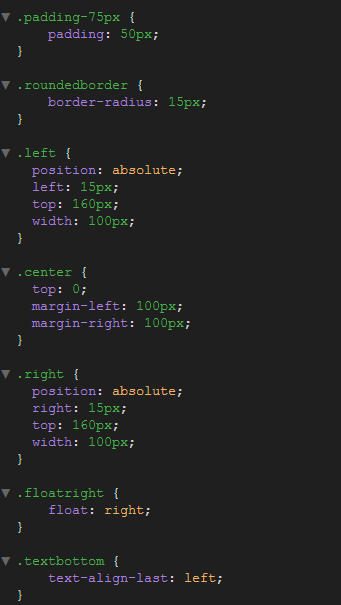 .padding-75px {
padding: 50px;
}
.roundedborder {
border-radius: 15px;
}
.left {
position: absolute;
left: 15px;
top: 160px;
width: 100px;
}
.center {
top: 0;
margin-left: 100px;
margin-right: 100px;
}
.right {
position: absolute;
right: 15px;
top: 160px;
width: 100px;
}
.floatright {
float: right;
}
.textbottom {
text-align-last: left;
}